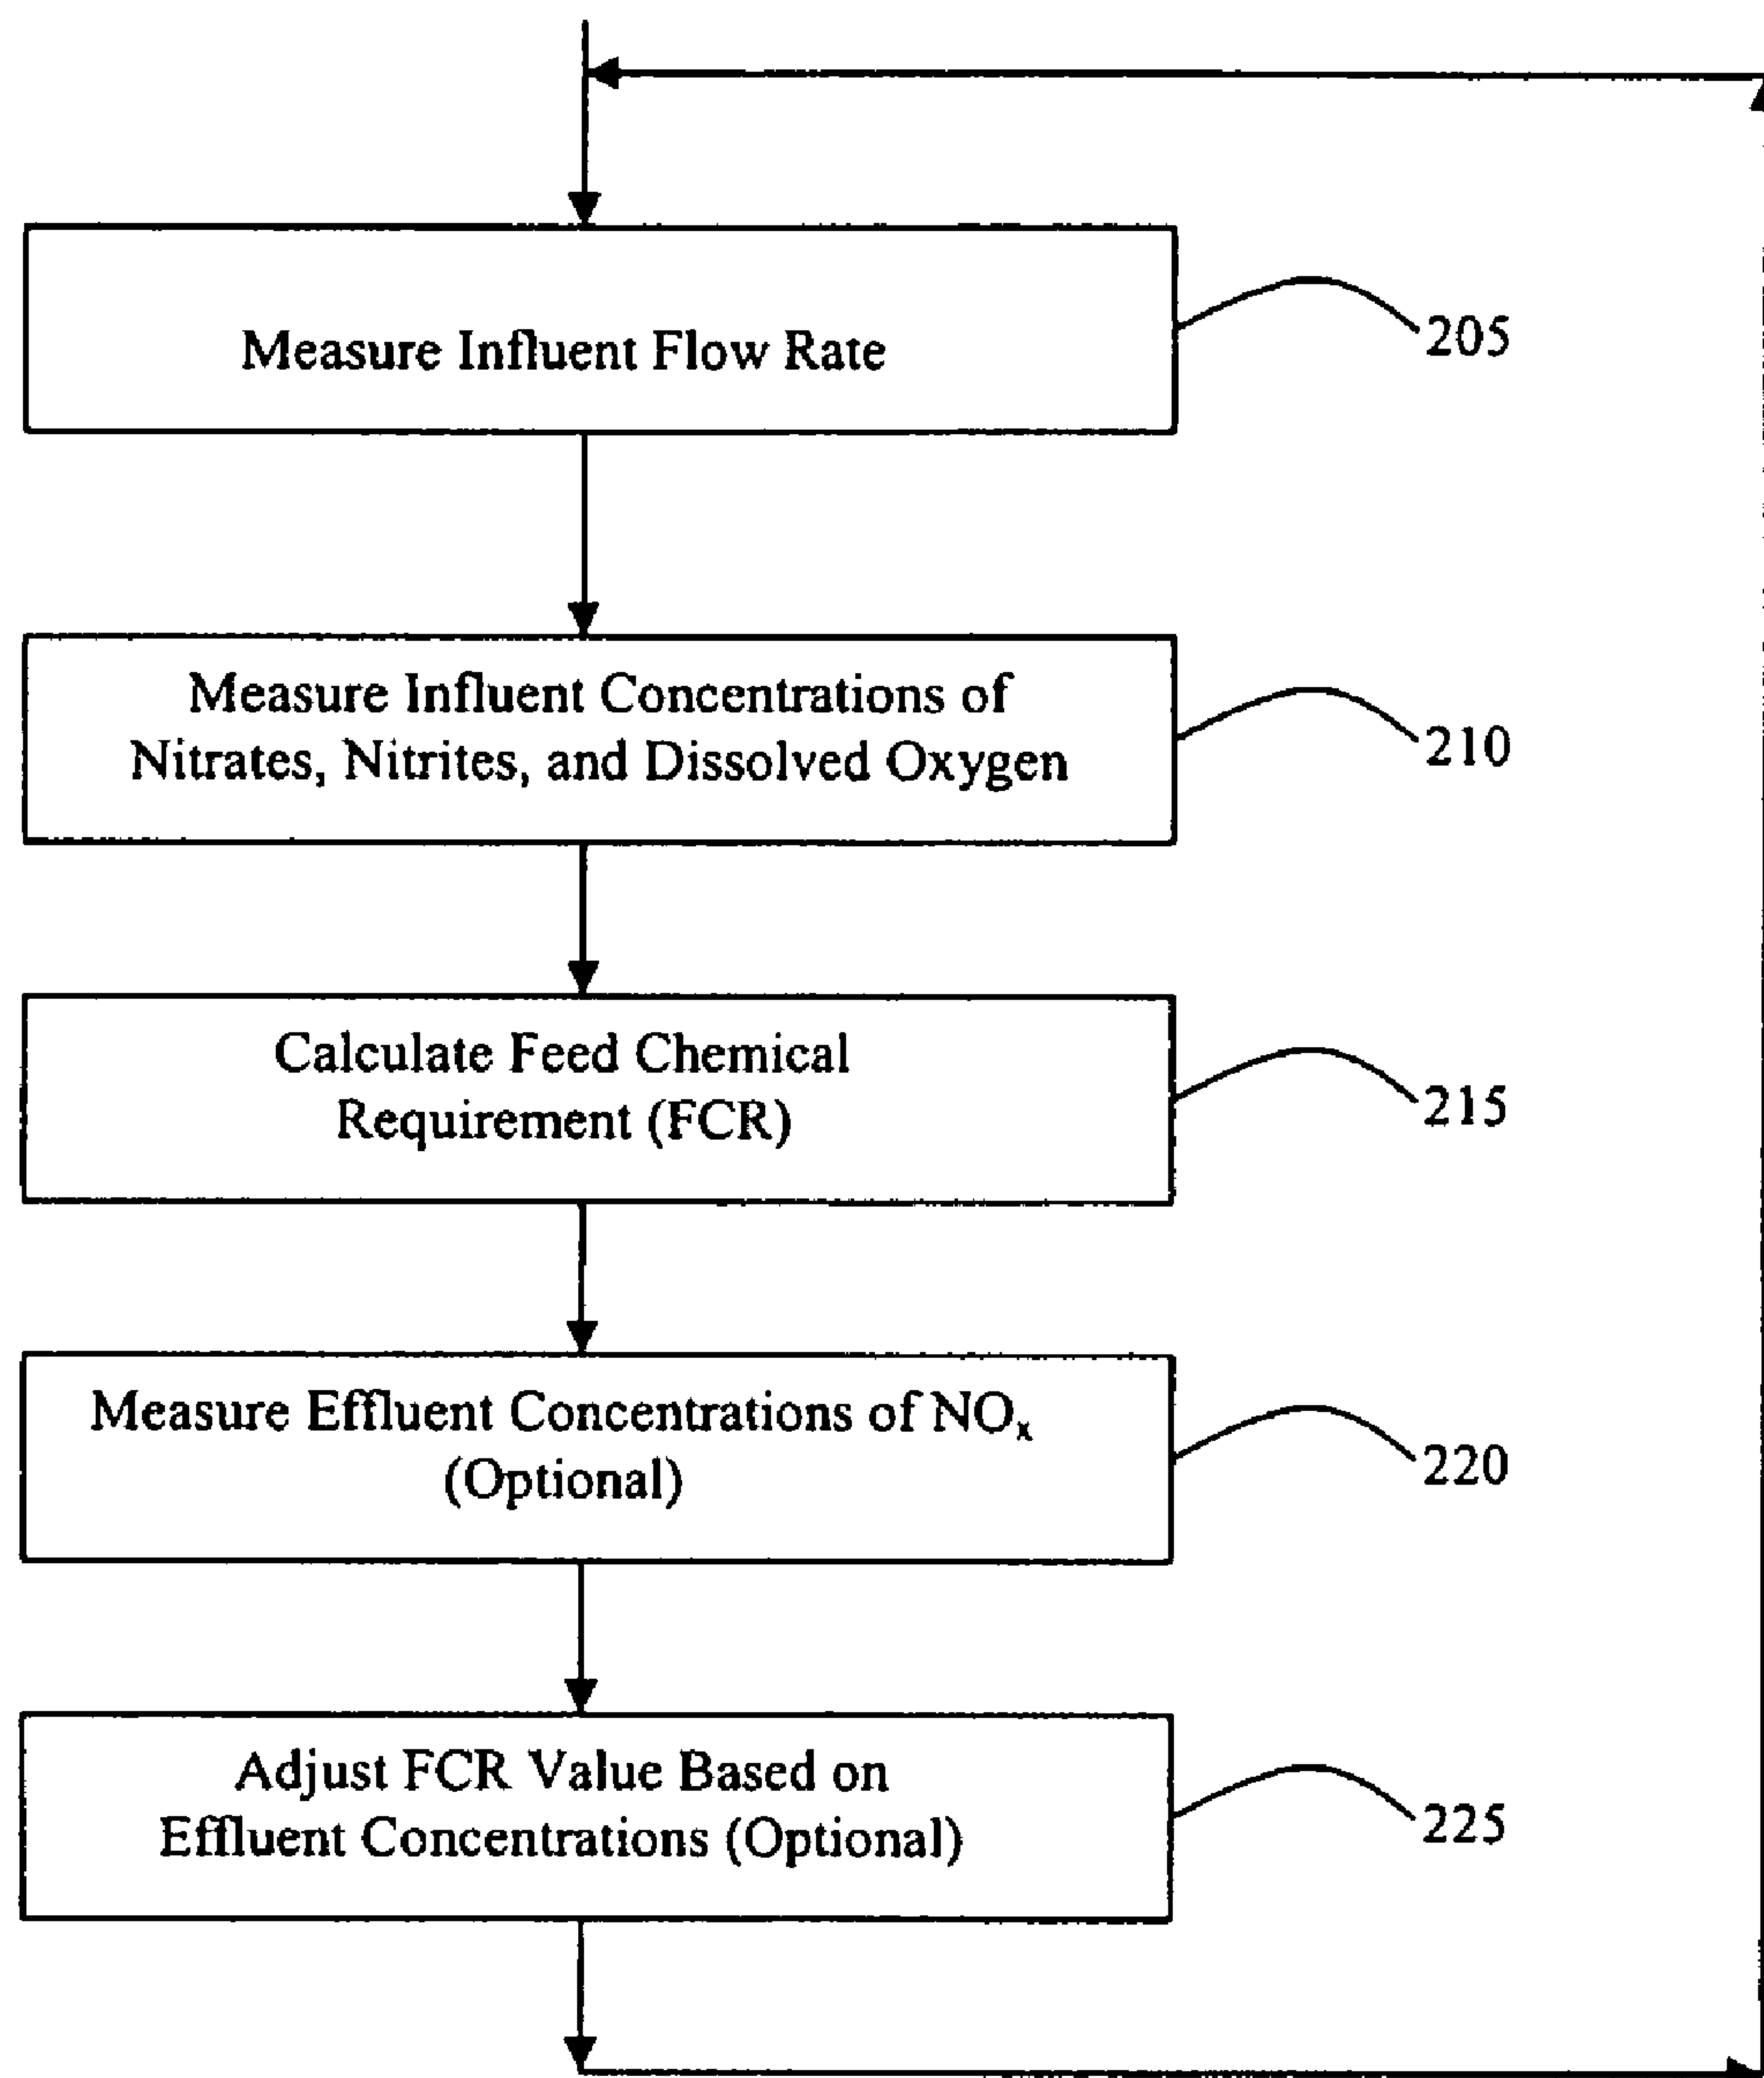 Measure Influent Flow Rate
205
Measure Influent Concentrations of
Nitrates, Nitrites, and Dissolved Oxygen
210
Calculate Feed Chemical
Requirement (FCR)
215
Measure Effluent Concentrations of NOₓ
(Optional)
220
Adjust FCR Value Based on
Effluent Concentrations (Optional)
225